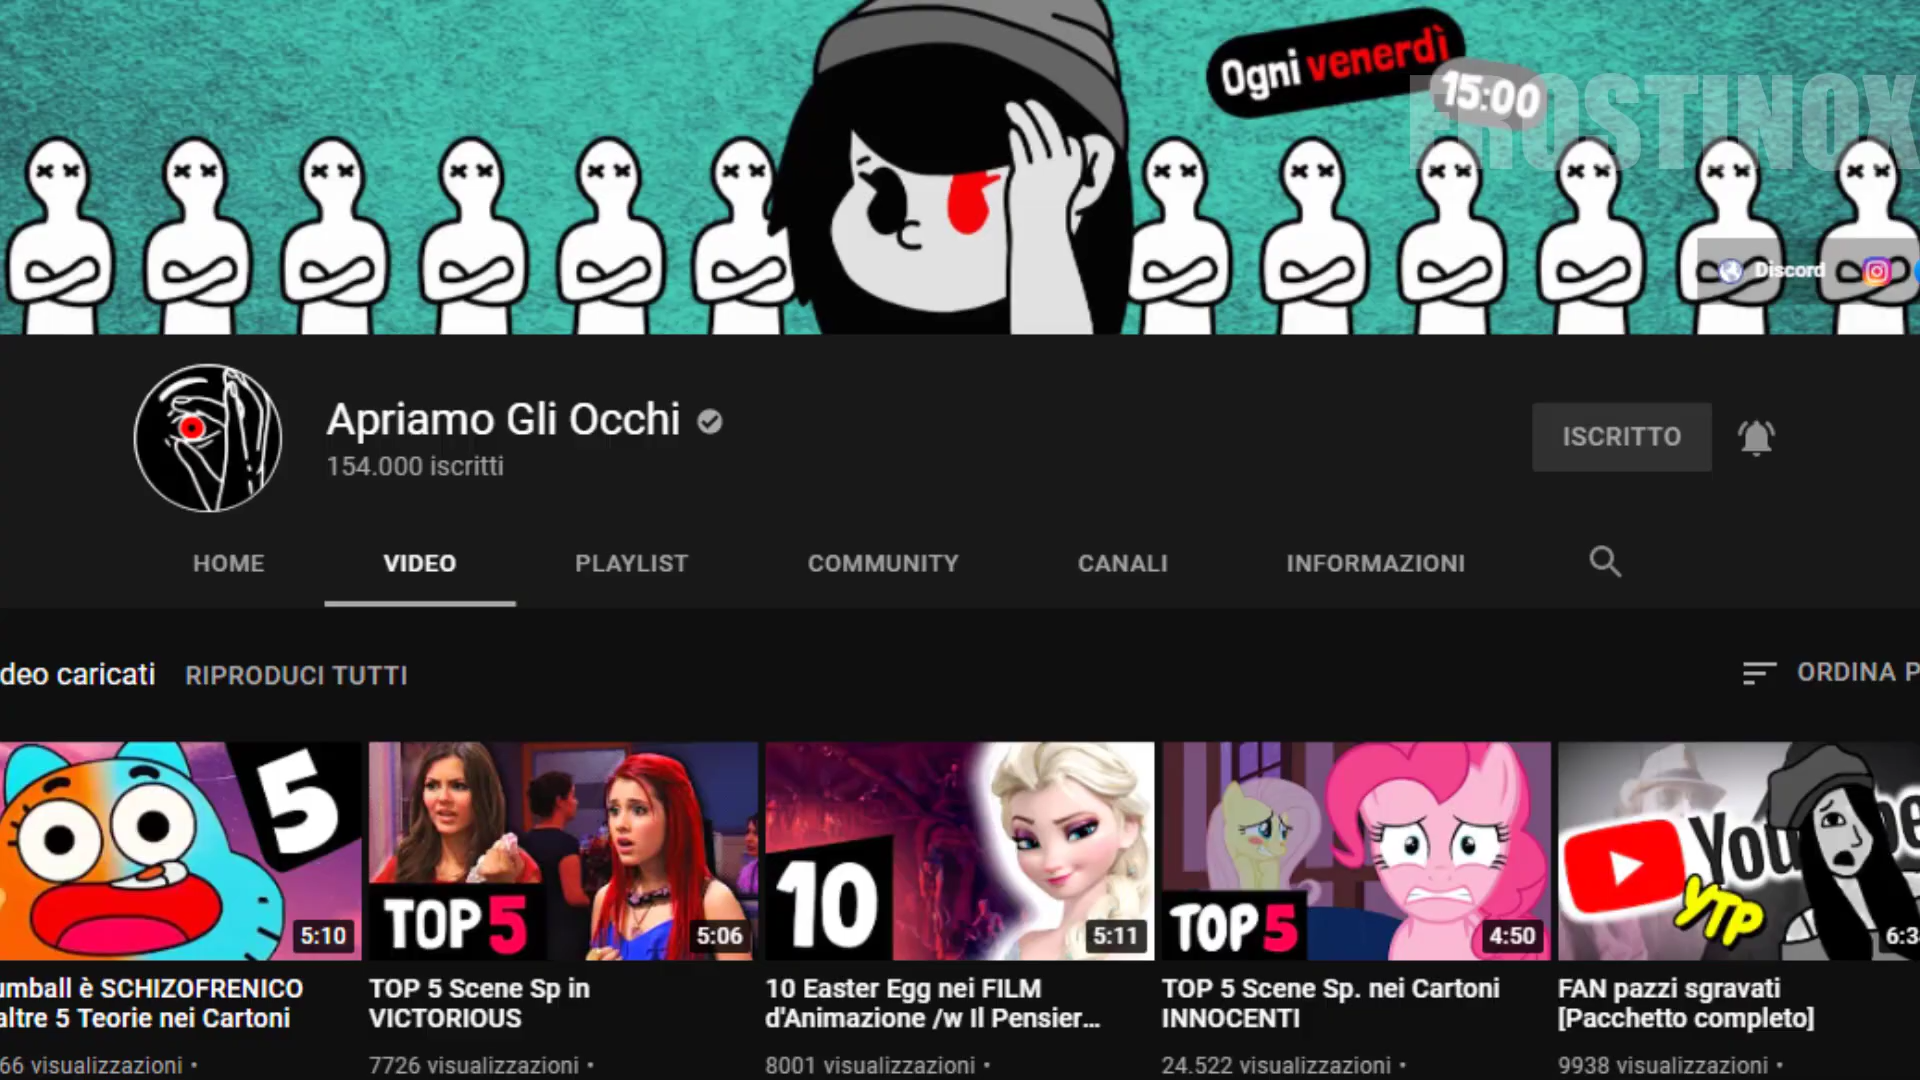 Ogni venerdì
15:00
FROSTINOX
Discord
Apriamo Gli Occhi
154.000 iscritti
ISCRITTO
HOME
VIDEO
PLAYLIST
COMMUNITY
CANALI
INFORMAZIONI
deo caricati
RIPRODUCI TUTTI
ORDINA P
5
5:10
TOP 5
5:06
10
5:11
TOP 5
4:50
YouTube
YTP
6:3
umball è SCHIZOFRENICO
altre 5 Teorie nei Cartoni
66 visualizzazioni •
TOP 5 Scene Sp in
VICTORIOUS
7726 visualizzazioni •
10 Easter Egg nei FILM
d'Animazione /w Il Pensier...
8001 visualizzazioni •
TOP 5 Scene Sp. nei Cartoni
INNOCENTI
24.522 visualizzazioni •
FAN pazzi sgravati
[Pacchetto completo]
9938 visualizzazioni •